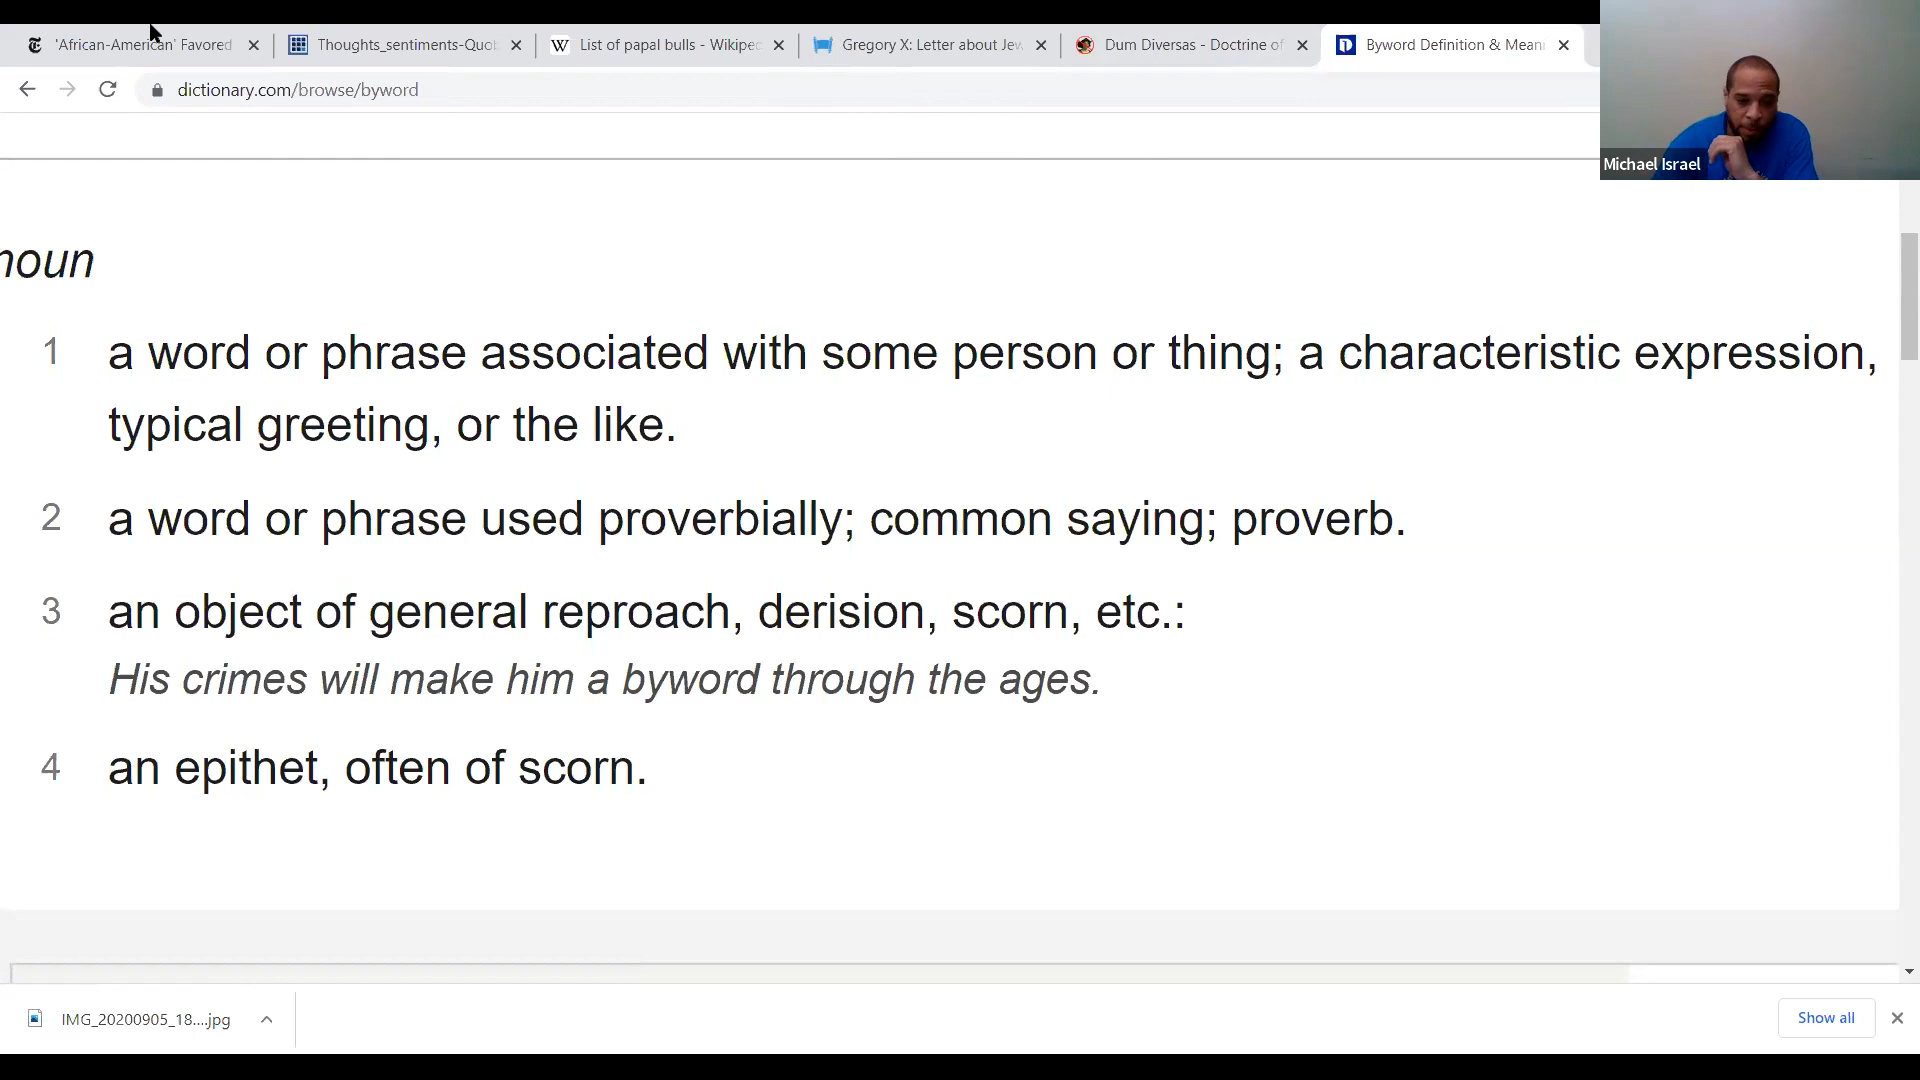 'African-American' Favored
Thoughts_sentiments-Quob
List of papal bulls - Wikiped
Gregory X: Letter about Jew
Dum Diversas - Doctrine of
Byword Definition & Meani
dictionary.com/browse/byword
Michael Israel
noun
1 a word or phrase associated with some person or thing; a characteristic expression,
typical greeting, or the like.
2 a word or phrase used proverbially; common saying; proverb.
3 an object of general reproach, derision, scorn, etc.:
His crimes will make him a byword through the ages.
4 an epithet, often of scorn.
IMG_20200905_18....jpg
Show all